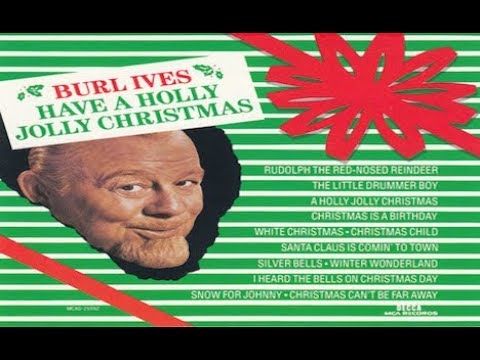 BURL IVES
HAVE A HOLLY
JOLLY CHRISTMAS
RUDOLPH THE RED-NOSED REINDEER
THE LITTLE DRUMMER BOY
A HOLLY JOLLY CHRISTMAS
CHRISTMAS IS A BIRTHDAY
WHITE CHRISTMAS • CHRISTMAS CHILD
SANTA CLAUS IS COMIN' TO TOWN
SILVER BELLS • WINTER WONDERLAND
I HEARD THE BELLS ON CHRISTMAS DAY
SNOW FOR JOHNNY • CHRISTMAS CAN'T BE FAR AWAY
DECCA
MCA RECORDS